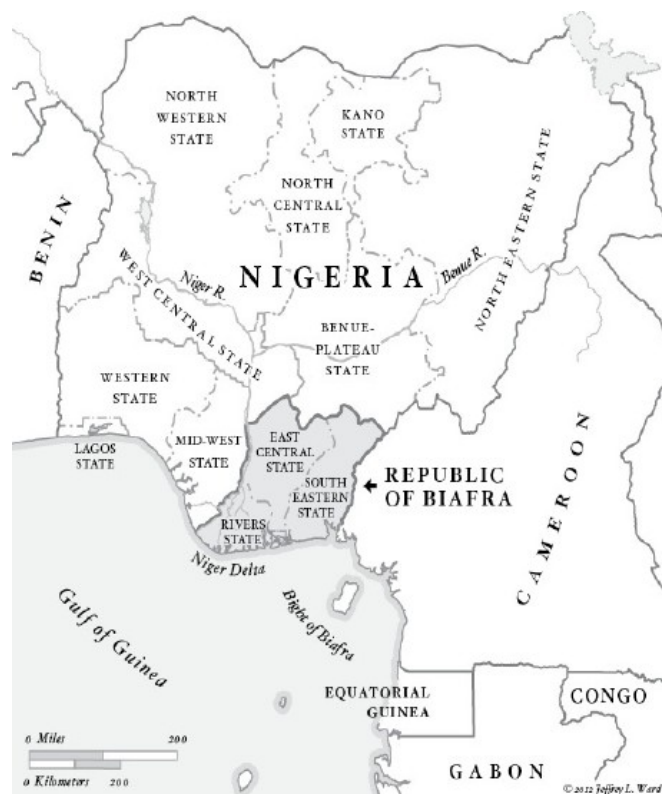 NORTH
WESTERN
STATE
KANO
STATE
NORTH
CENTRAL
STATE
NORTH EASTERN STATE
BENIN
NIGERIA
Niger R.
Benue R.
WEST CENTRAL STATE
BENUE-
PLATEAU
STATE
WESTERN
STATE
LAGOS
STATE
MID-WEST
STATE
EAST
CENTRAL
STATE
SOUTH
EASTERN
STATE
RIVERS
STATE
REPUBLIC
OF BIAFRA
CAMEROON
Niger Delta
Bight of Biafra
Gulf of Guinea
EQUATORIAL
GUINEA
CONGO
GABON
0 Miles 200
0 Kilometers 200
© 2012 Jeffrey L. Ward